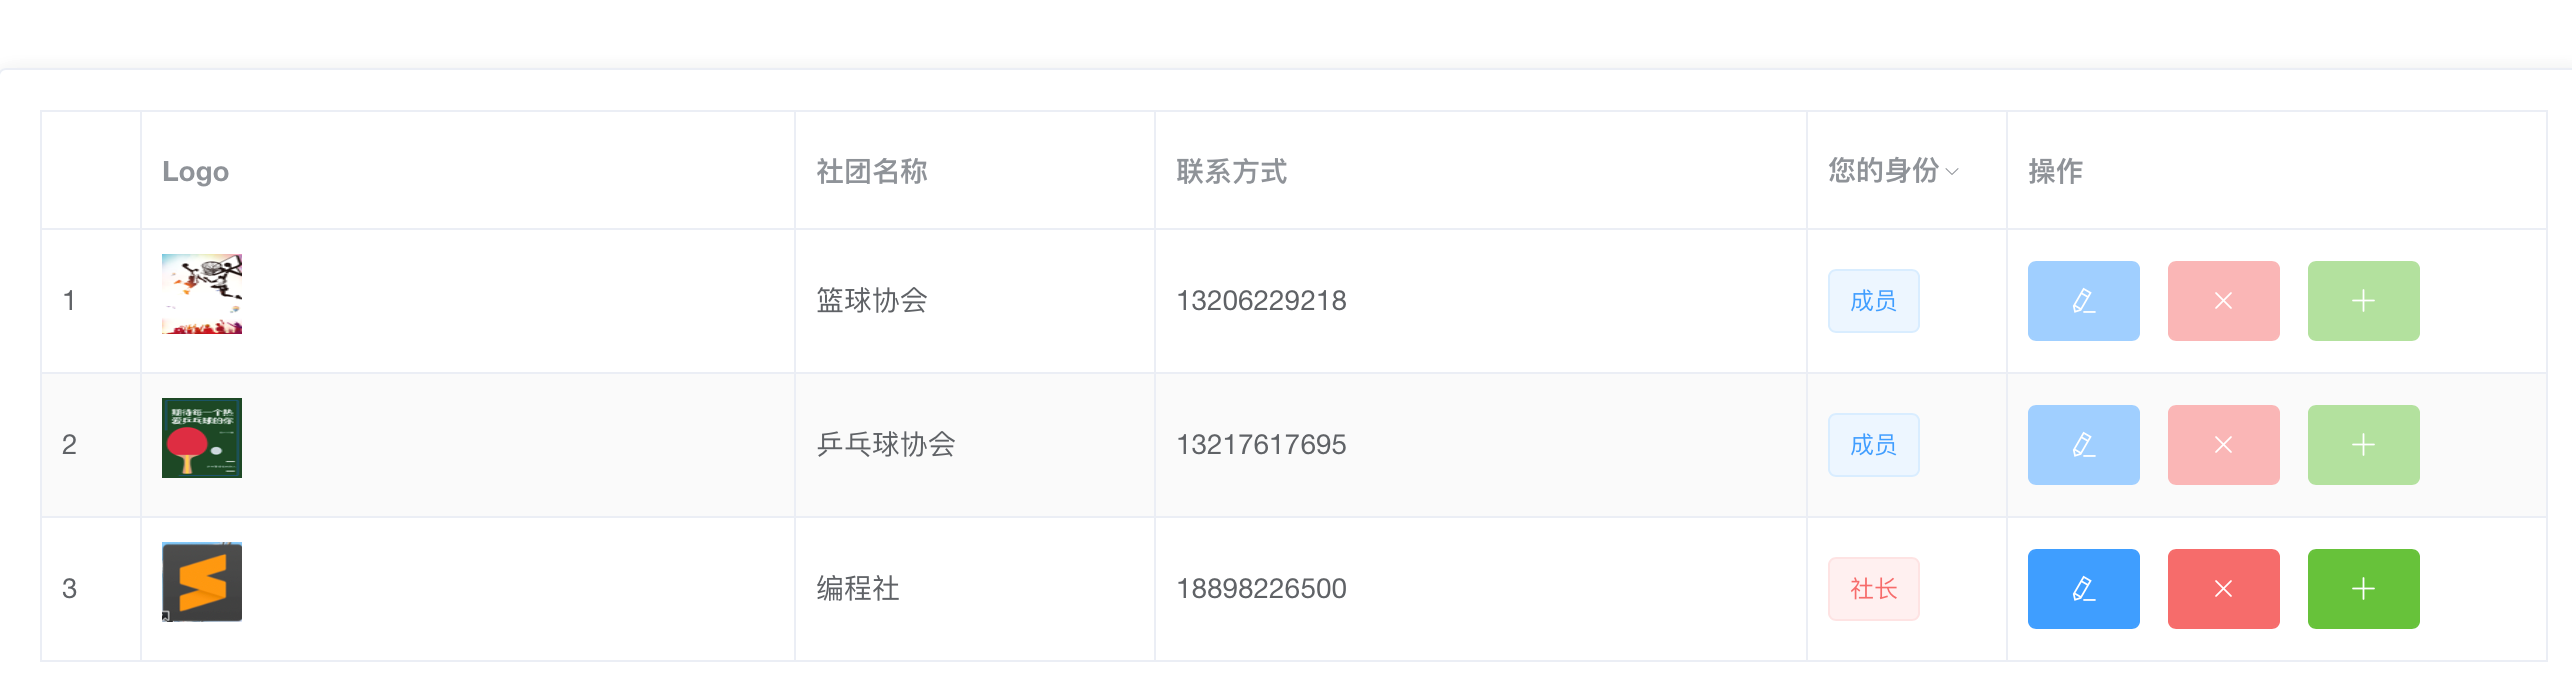 Logo 社团名称 联系方式 您的身份 操作
1 篮球协会 13206229218 成员
期待每一个热
爱乒乓球的你
2 乒乓球协会 13217617695 成员
3 编程社 18898226500 社长